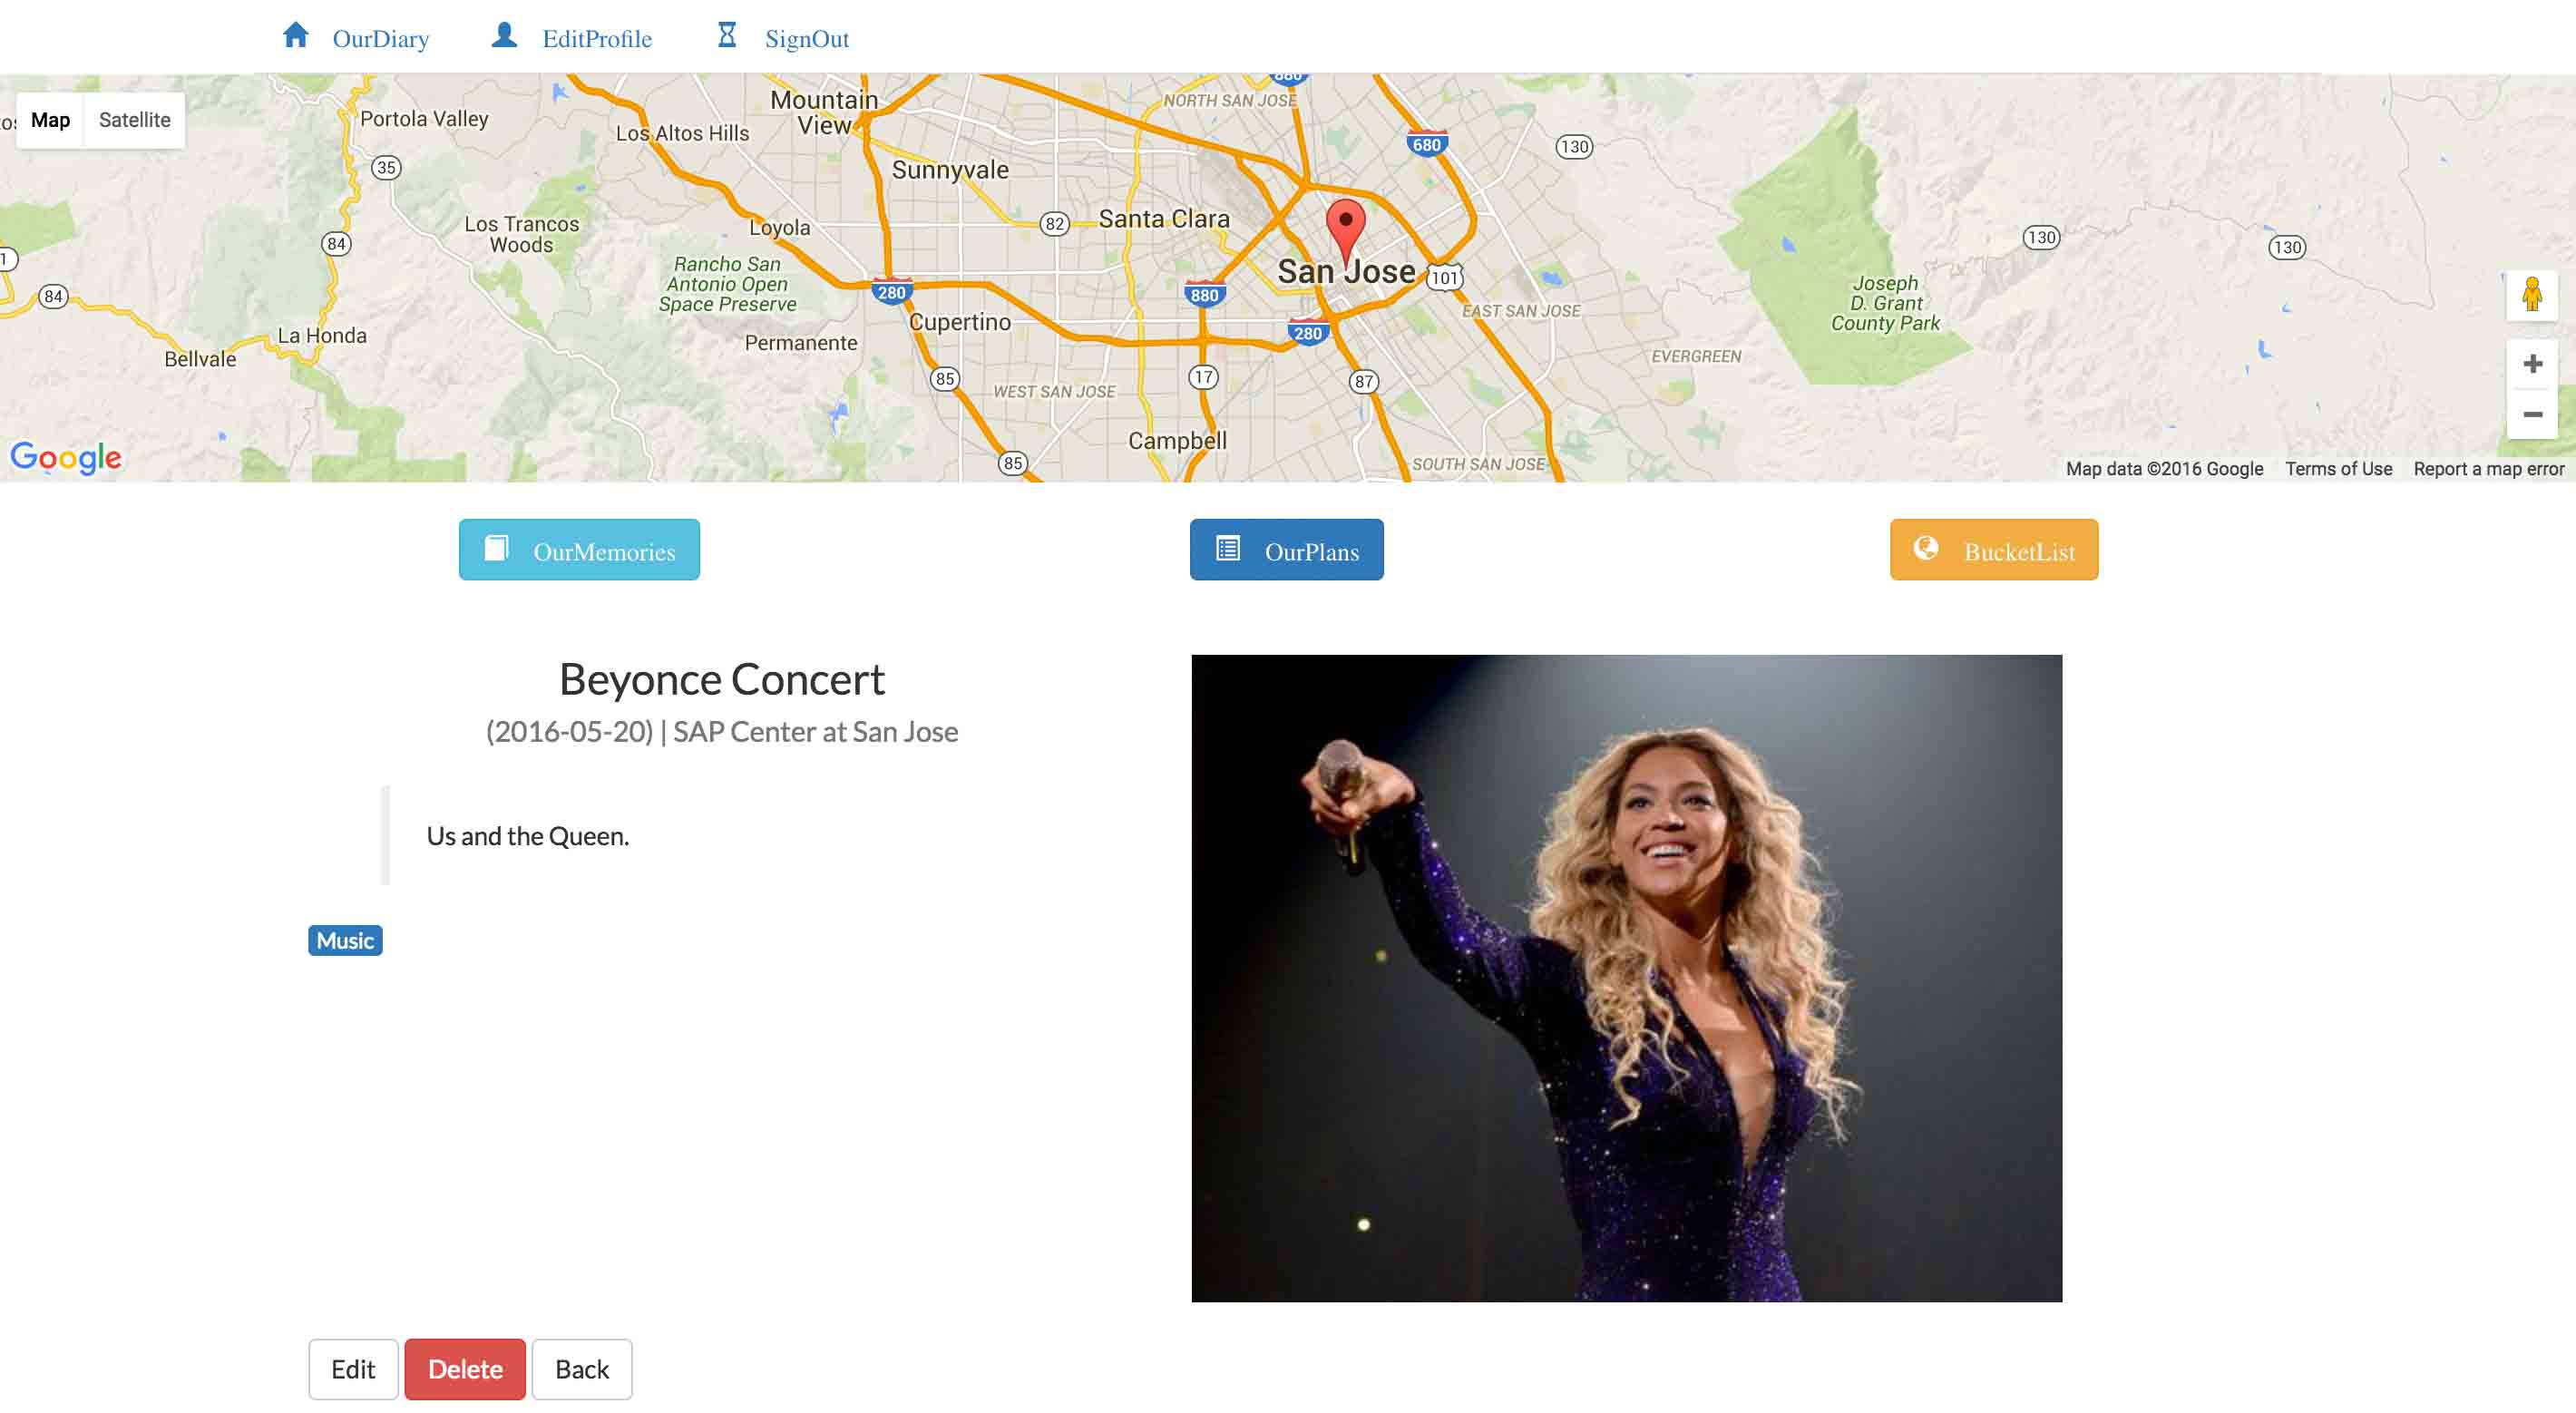 OurDiary EditProfile SignOut
Map Satellite
Portola Valley
Los Altos Hills
Mountain
View
NORTH SAN JOSE
880
680
130
35
Sunnyvale
Los Trancos
Woods
Loyola
82
Santa Clara
84
130
130
1
Rancho San
Antonio Open
Space Preserve
San Jose
101
84
280
880
Joseph
D. Grant
County Park
EAST SAN JOSE
La Honda
Cupertino
280
Bellvale
Permanente
EVERGREEN
85
WEST SAN JOSE
17
87
Campbell
Google
85
SOUTH SAN JOSE
Map data ©2016 Google Terms of Use Report a map error
OurMemories OurPlans BucketList
Beyonce Concert
(2016-05-20) | SAP Center at San Jose
Us and the Queen.
Music
Edit Delete Back